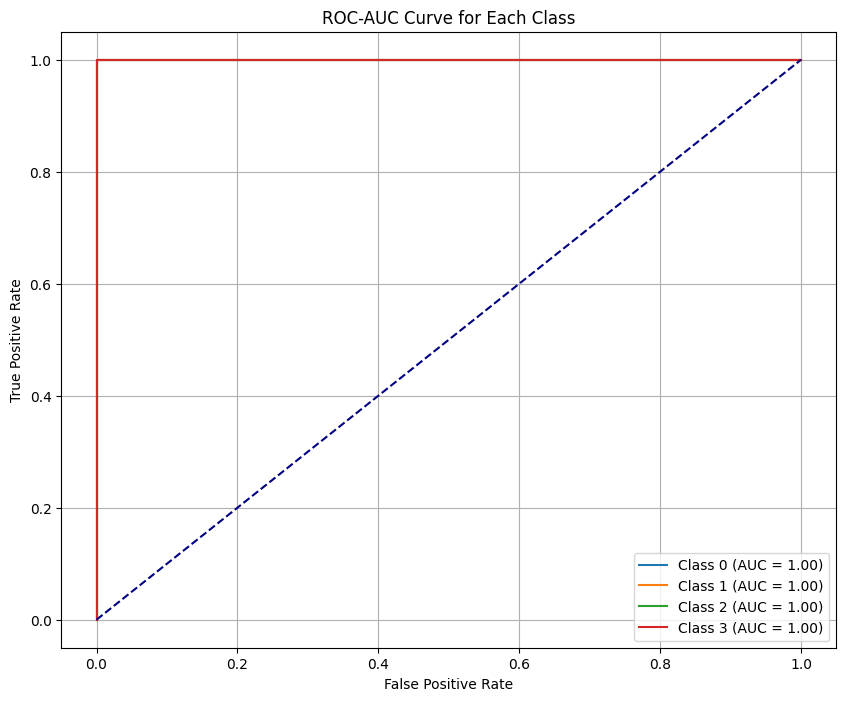 ROC-AUC Curve for Each Class
True Positive Rate
1.0
0.8
0.6
0.4
0.2
0.0
Class 0 (AUC = 1.00)
Class 1 (AUC = 1.00)
Class 2 (AUC = 1.00)
Class 3 (AUC = 1.00)
0.0 0.2 0.4 0.6 0.8 1.0
False Positive Rate